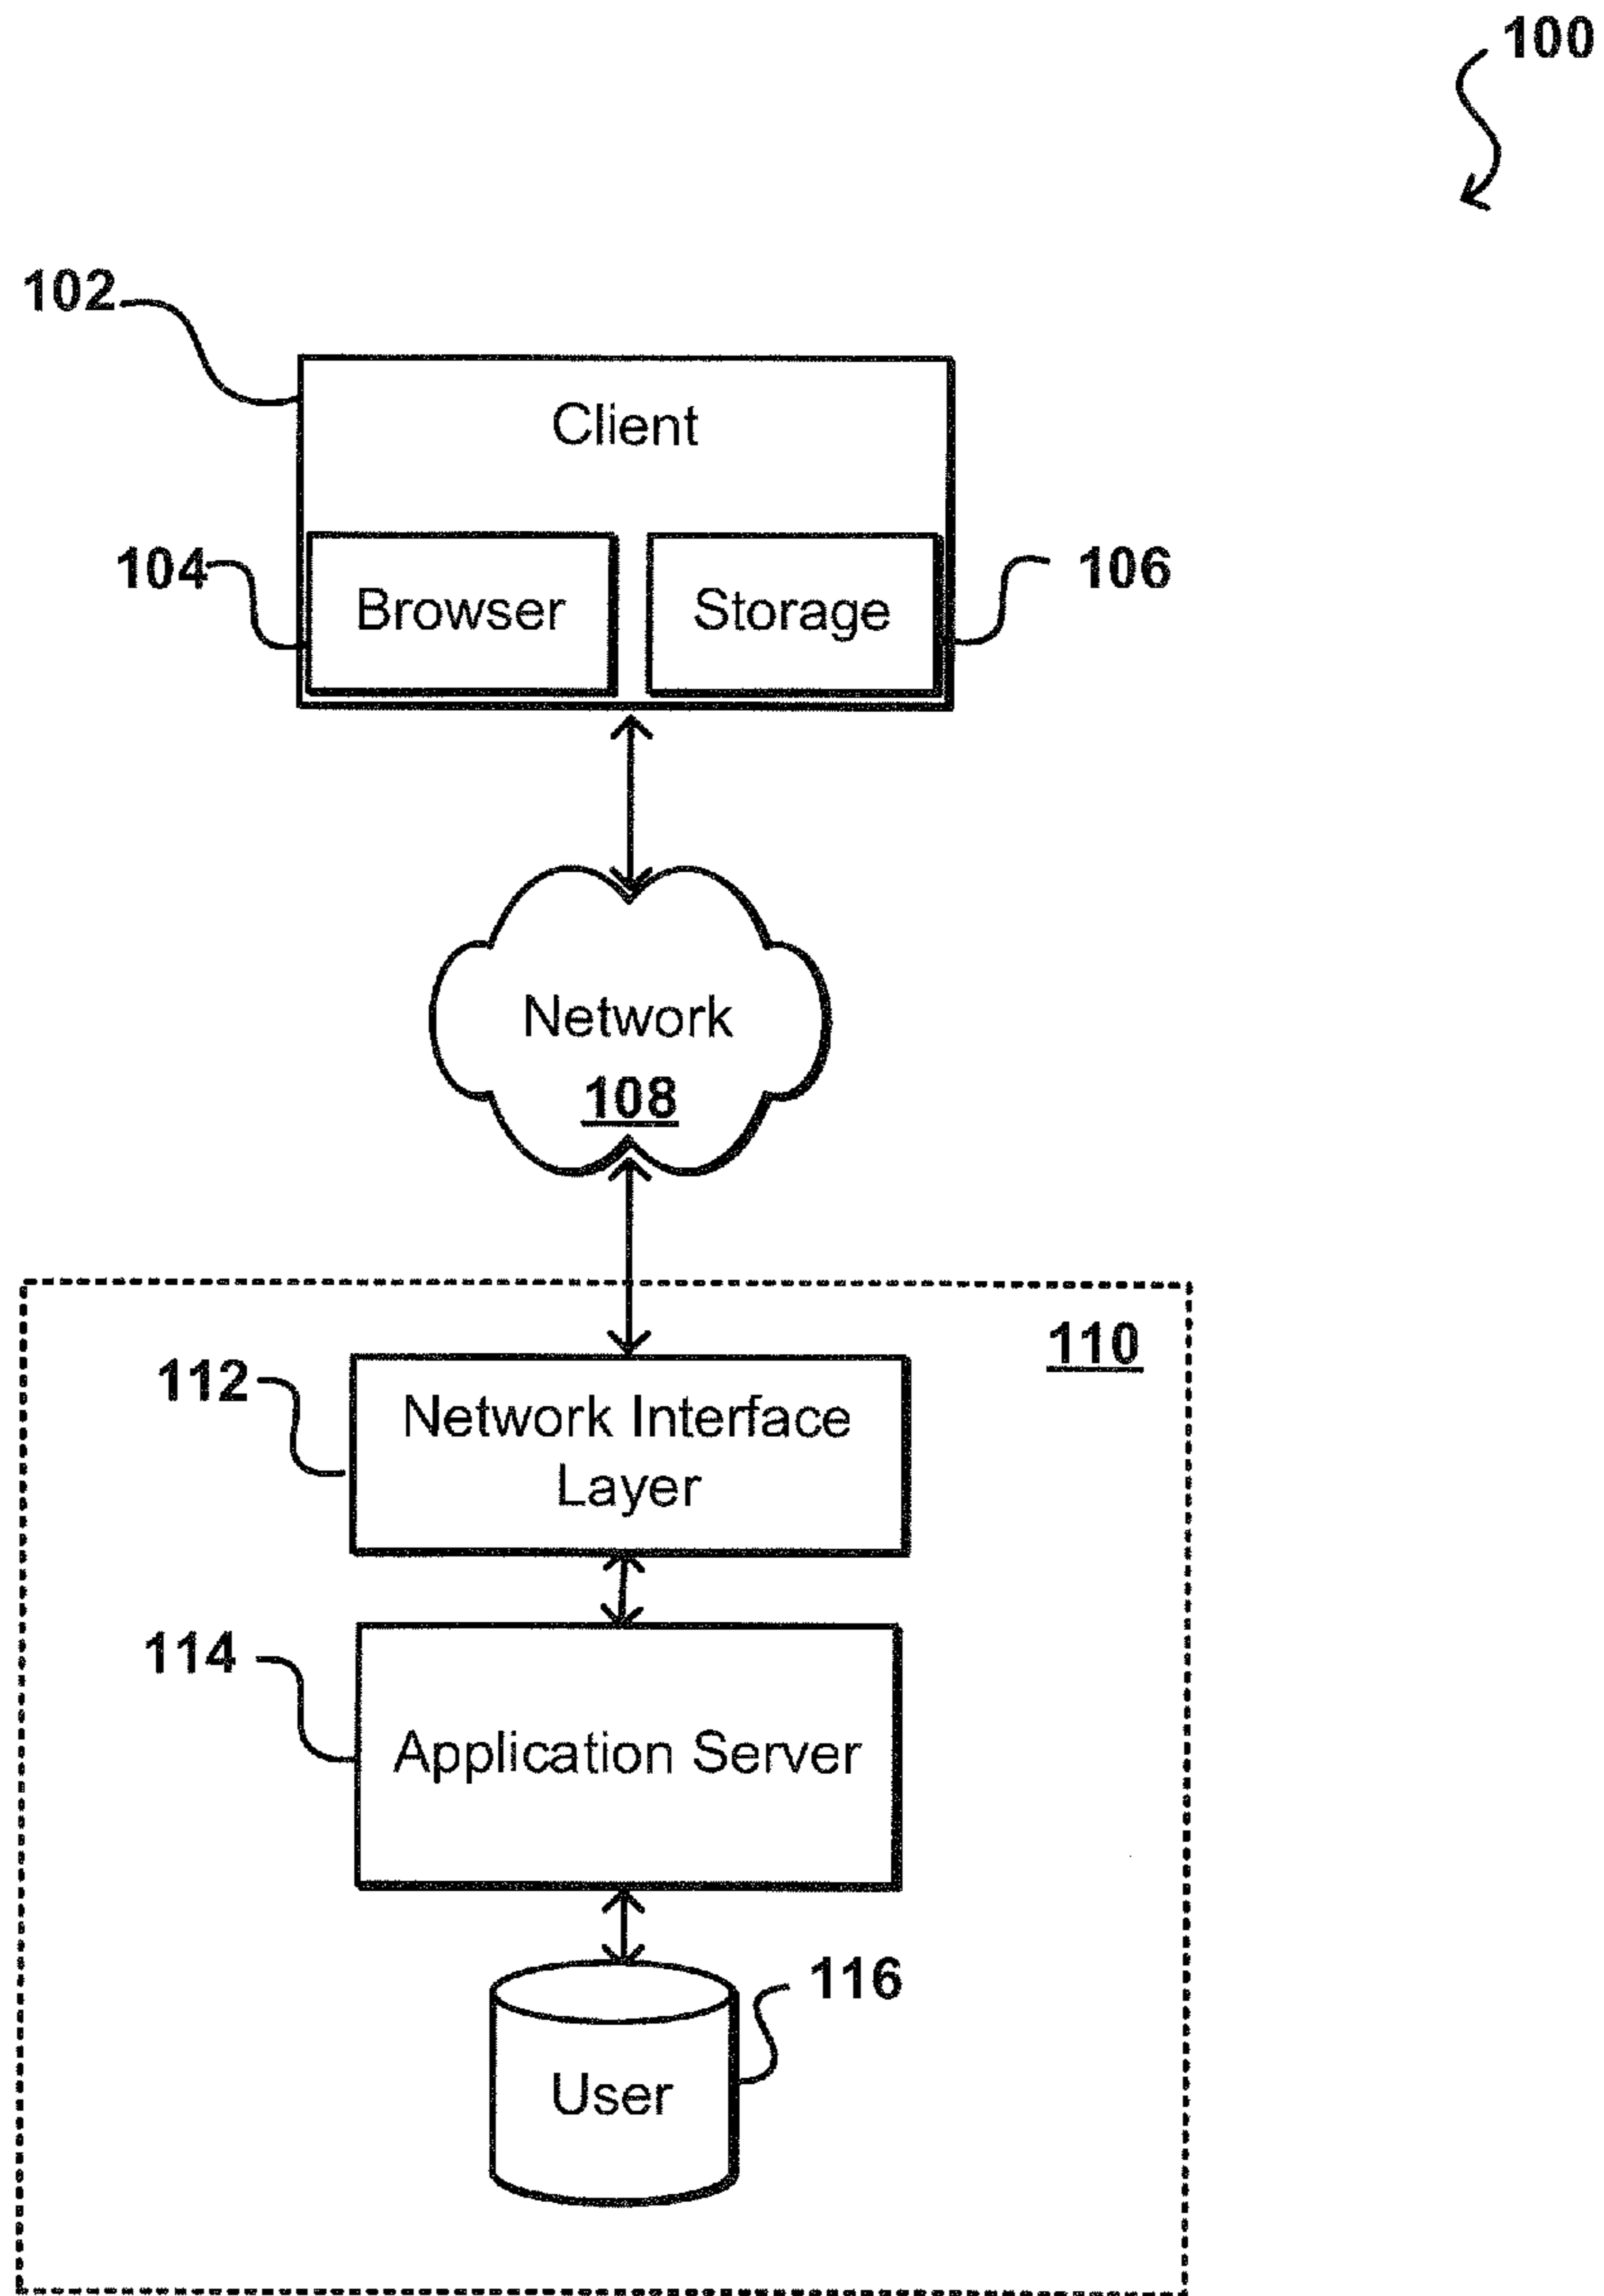 100
102
Client
104
Browser
Storage
106
Network
108
110
112
Network Interface
Layer
114
Application Server
116
User